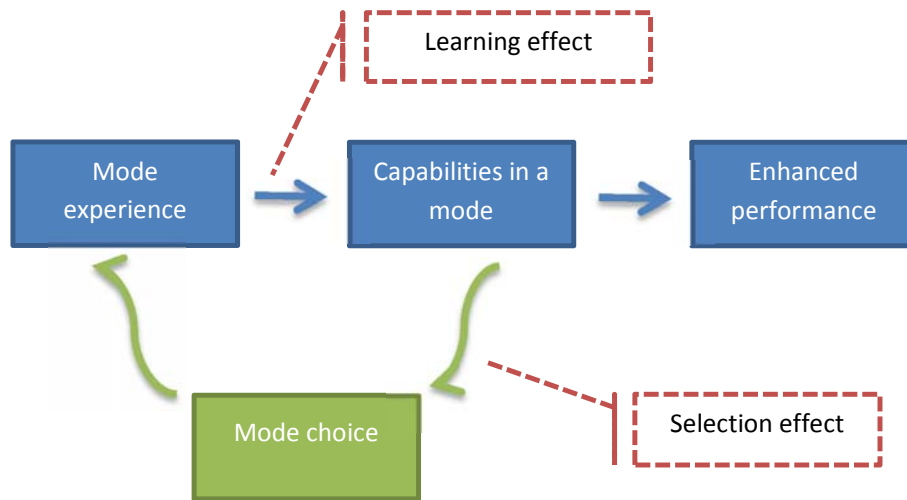 Learning effect
Mode
experience
Capabilities in a
mode
Enhanced
performance
Mode choice
Selection effect